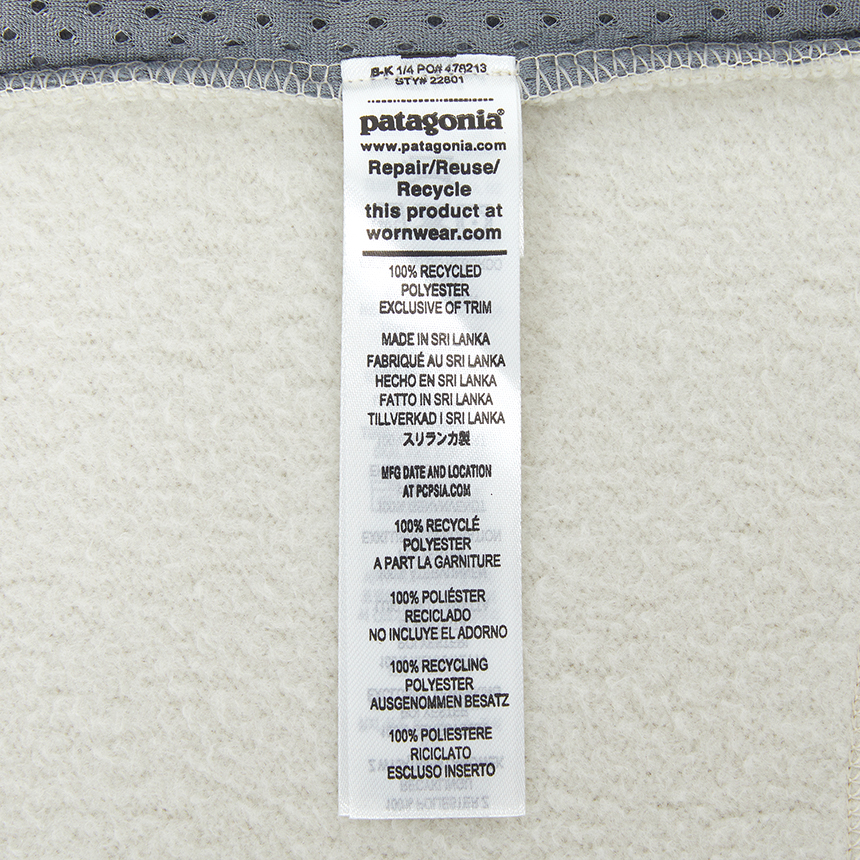 B-K 1/4 PO# 478213
STY# 22801
patagonia®
www.patagonia.com
Repair/Reuse/
Recycle
this product at
wornwear.com
100% RECYCLED
POLYESTER
EXCLUSIVE OF TRIM
MADE IN SRI LANKA
FABRIQUÉ AU SRI LANKA
HECHO EN SRI LANKA
FATTO IN SRI LANKA
TILLVERKAD I SRI LANKA
スリランカ製
MFG DATE AND LOCATION
AT PCPSIA.COM
100% RECYCLÉ
POLYESTER
A PART LA GARNITURE
100% POLIÉSTER
RECICLADO
NO INCLUYE EL ADORNO
100% RECYCLING
POLYESTER
AUSGENOMMEN BESATZ
100% POLIESTERE
RICICLATO
ESCLUSO INSERTO